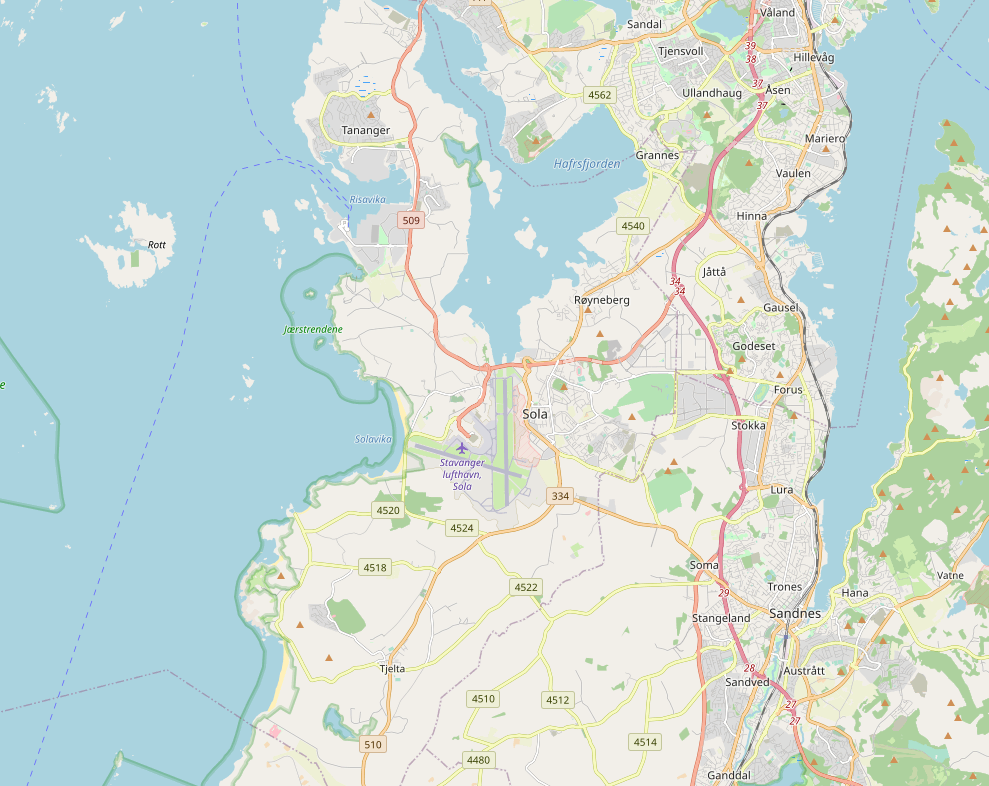 Våland
Sandal
39
Tjensvoll
38
Hillevåg
37
Åsen
4562
Ullandhaug
37
Tananger
Mariero
Grannes
Hafrsfjorden
Vaulen
Risavika
509
Hinna
4540
Rott
Jåttå
34
34
Røyneberg
Gausel
Jærstrendene
Godeset
e
Forus
Sola
Stokka
Solavika
Stavanger
lufthavn,
Sola
Lura
334
4520
4524
Soma
4518
Vatne
4522
Trones
29
Hana
Sandnes
Stangeland
Tjelta
28
Austrått
Sandved
4510
4512
27
27
510
4514
4480
Ganddal